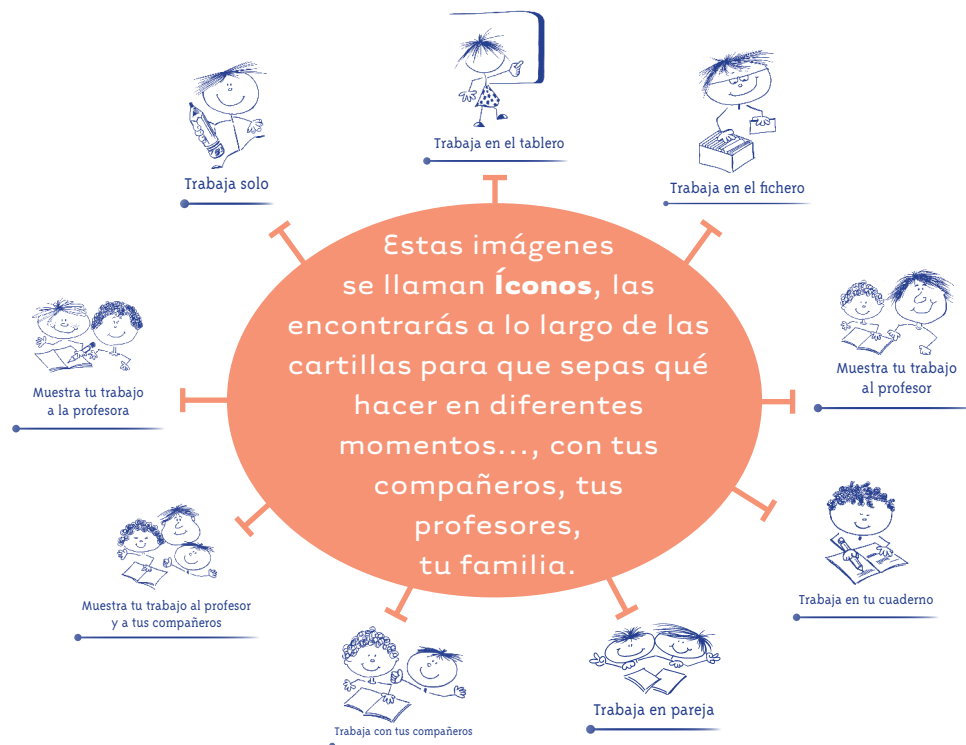 Trabaja en el tablero
Trabaja solo
Trabaja en el fichero
Estas imágenes
se llaman Íconos, las
encontrarás a lo largo de las
cartillas para que sepas qué
hacer en diferentes
momentos..., con tus
compañeros, tus
profesores,
tu familia.
Muestra tu trabajo
a la profesora
Muestra tu trabajo
al profesor
Muestra tu trabajo al profesor
y a tus compañeros
Trabaja en tu cuaderno
Trabaja con tus compañeros
Trabaja en pareja